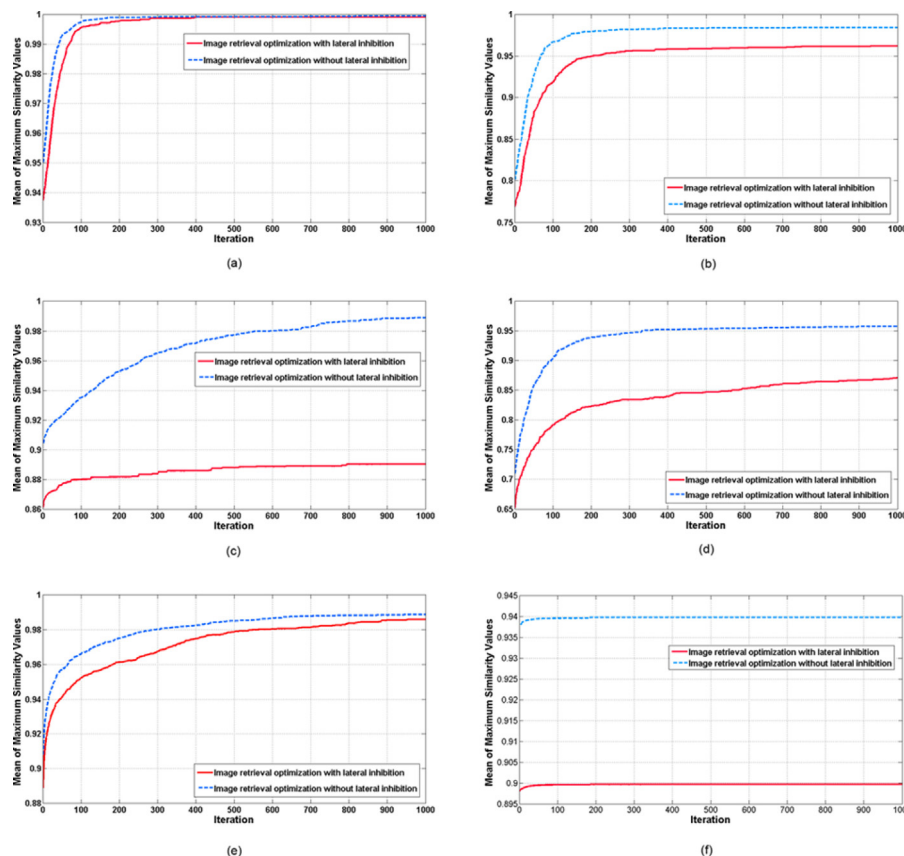 Mean of Maximum Similarity Values
1
0.99
0.98
0.97
0.96
0.95
0.94
0.93
Image retrieval optimization with lateral inhibition
Image retrieval optimization without lateral inhibition
0 100 200 300 400 500 600 700 800 900 1000
Iteration
(a)
Mean of Maximum Similarity Values
1
0.95
0.9
0.85
0.8
0.75
Image retrieval optimization with lateral inhibition
Image retrieval optimization without lateral inhibition
0 100 200 300 400 500 600 700 800 900 1000
Iteration
(b)
Mean of Maximum Similarity Values
1
0.98
0.96
0.94
0.92
0.9
0.88
0.86
Image retrieval optimization with lateral inhibition
Image retrieval optimization without lateral inhibition
0 100 200 300 400 500 600 700 800 900 1000
Iteration
(c)
Mean of Maximum Similarity Values
1
0.95
0.9
0.85
0.8
0.75
0.7
0.65
Image retrieval optimization with lateral inhibition
Image retrieval optimization without lateral inhibition
0 100 200 300 400 500 600 700 800 900 1000
Iteration
(d)
Mean of Maximum Similarity Values
1
0.98
0.96
0.94
0.92
0.9
0.88
Image retrieval optimization with lateral inhibition
Image retrieval optimization without lateral inhibition
0 100 200 300 400 500 600 700 800 900 1000
Iteration
(e)
Mean of Maximum Similarity Values
0.945
0.94
0.935
0.93
0.925
0.92
0.915
0.91
0.905
0.9
0.895
Image retrieval optimization with lateral inhibition
Image retrieval optimization without lateral inhibition
0 100 200 300 400 500 600 700 800 900 1000
Iteration
(f)